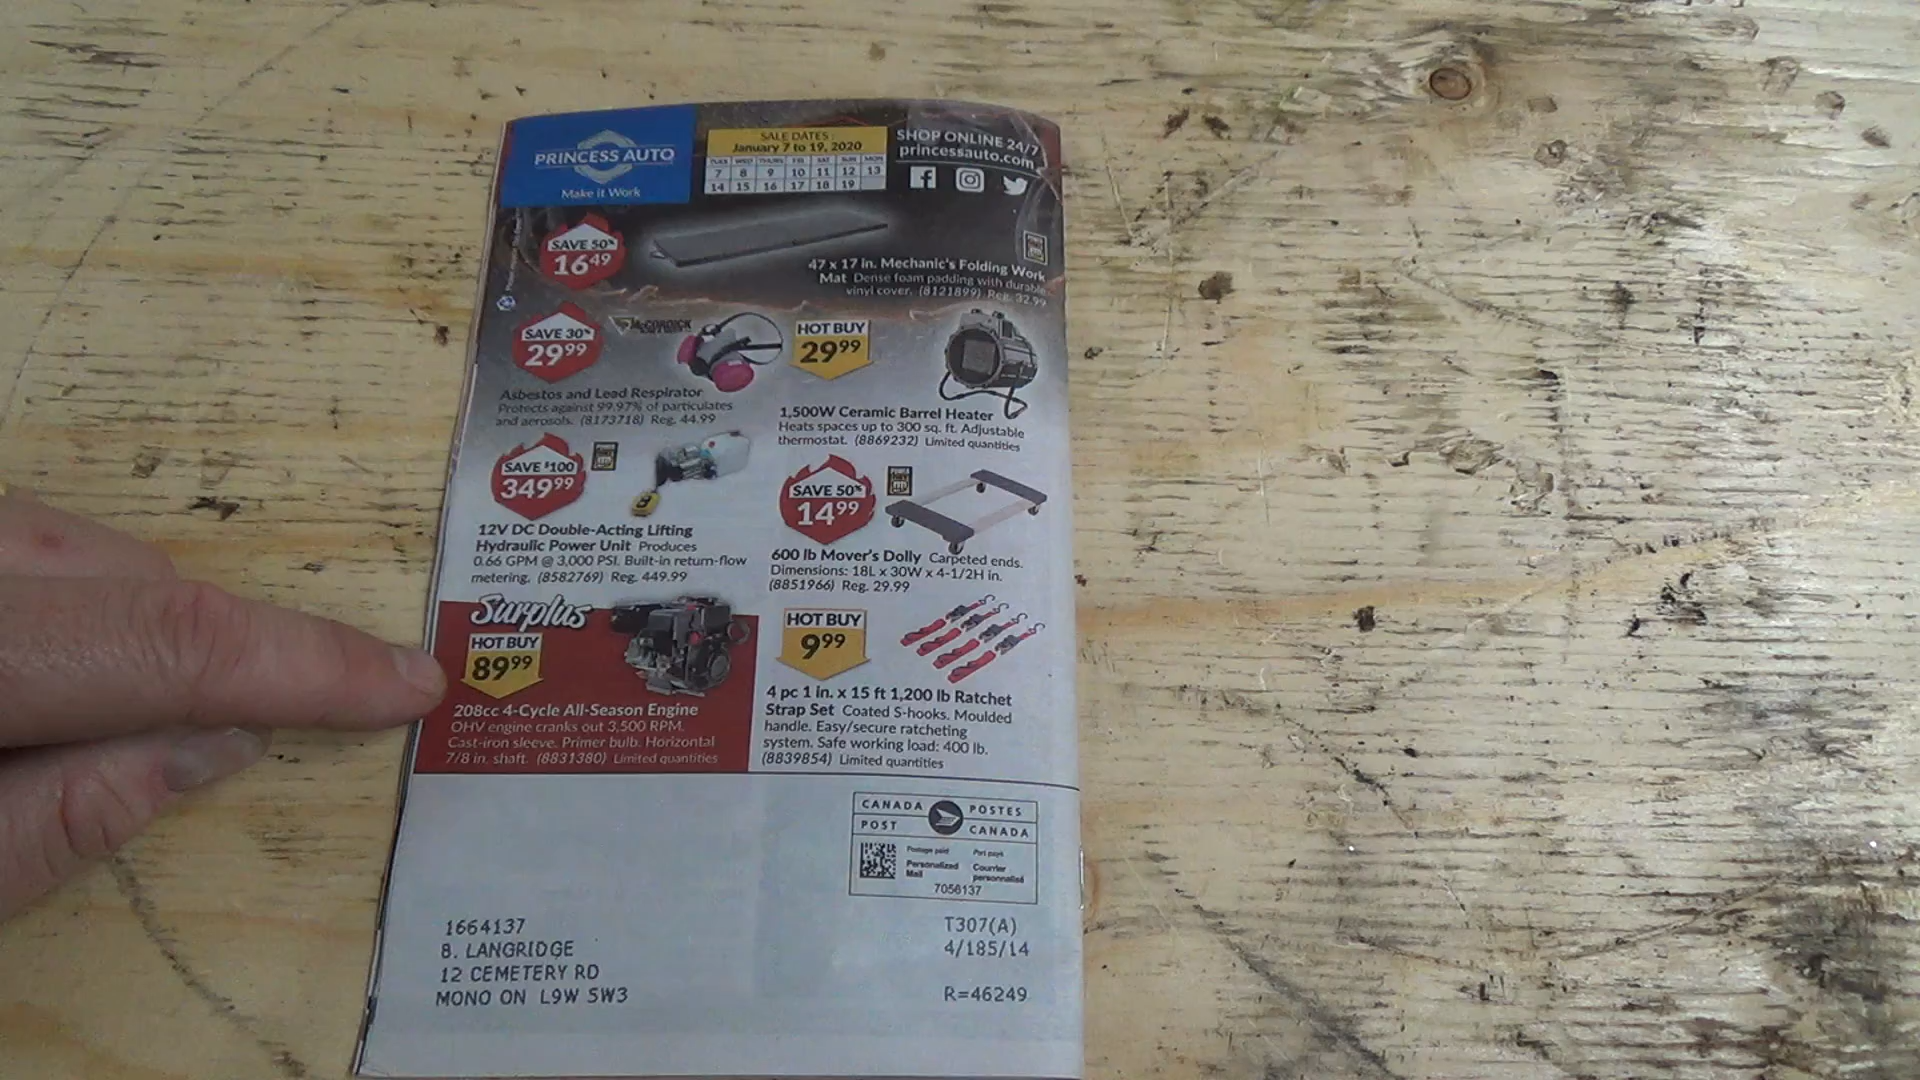 PRINCESS AUTO
Make it Work
SALE DATES:
January 7 to 19, 2020
TUES WED THURS FRI SAT SUN MON
7 8 9 10 11 12 13
14 15 16 17 18 19
SHOP ONLINE 24/7
princessauto.com
SAVE 50%
16 49
47 x 17 in. Mechanic's Folding Work
Mat Dense foam padding with durable
vinyl cover. (8121899) Reg. 32.99
SAVE 30%
29 99
McCORDICK
Asbestos and Lead Respirator
Protects against 99.97% of particulates
and aerosols. (8173718) Reg. 44.99
HOT BUY
29 99
1,500W Ceramic Barrel Heater
Heats spaces up to 300 sq. ft. Adjustable
thermostat. (8869232) Limited quantities
SAVE $100
349 99
12V DC Double-Acting Lifting
Hydraulic Power Unit Produces
0.66 GPM @ 3,000 PSI. Built-in return-flow
metering. (8582769) Reg. 449.99
SAVE 50%
14 99
600 lb Mover's Dolly Carpeted ends.
Dimensions: 18L x 30W x 4-1/2H in.
(8851966) Reg. 29.99
Surplus
HOT BUY
89 99
208cc 4-Cycle All-Season Engine
OHV engine cranks out 3,500 RPM.
Cast-iron sleeve. Primer bulb. Horizontal
7/8 in. shaft. (8831380) Limited quantities
HOT BUY
9 99
4 pc 1 in. x 15 ft 1,200 lb Ratchet
Strap Set Coated S-hooks. Moulded
handle. Easy/secure ratcheting
system. Safe working load: 400 lb.
(8839854) Limited quantities
CANADA POSTES
POST CANADA
Postage paid Port payé
Personalized Courrier
Mail personnalisé
7056137
1664137
B. LANGRIDGE
12 CEMETERY RD
MONO ON L9W 5W3
T307(A)
4/185/14
R=46249